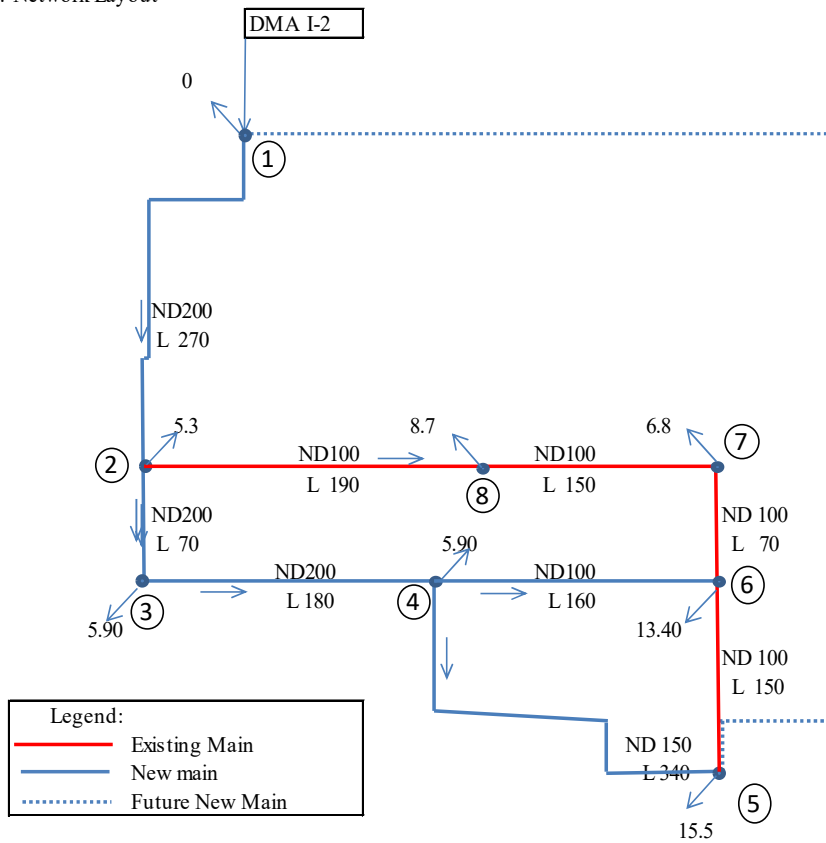 Network Layout
DMA I-2
0
1
ND200
L 270
5.3
8.7
6.8
2
ND100
ND100
7
L 190
L 150
8
ND200
L 70
ND 100
L 70
5.90
ND200
ND100
3
L 180
4
L 160
6
5.90
13.40
ND 100
L 150
Legend:
Existing Main
New main
Future New Main
ND 150
L 340
5
15.5